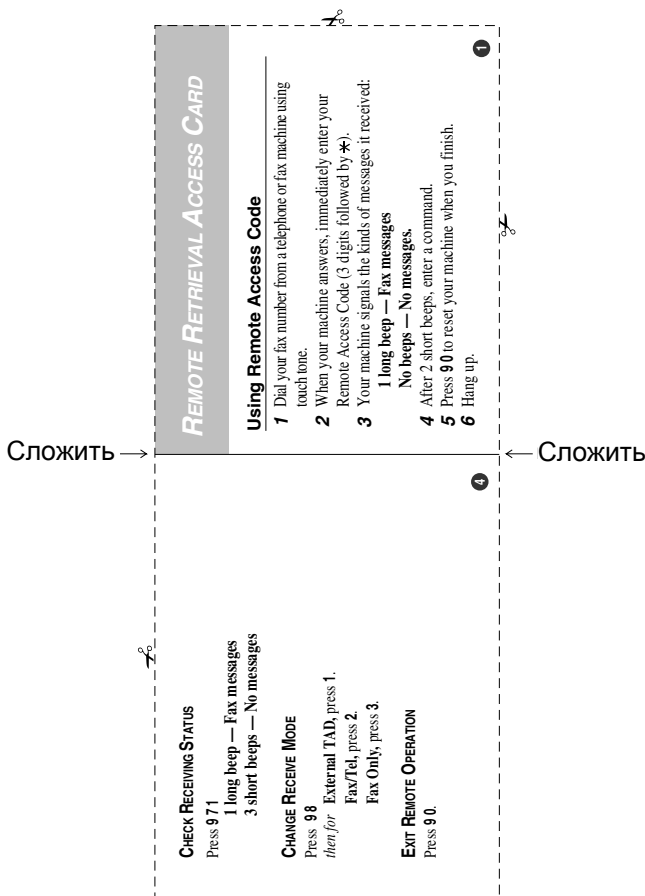 REMOTE RETRIEVAL ACCESS CARD
Using Remote Access Code
1 Dial your fax number from a telephone or fax machine using
touch tone.
2 When your machine answers, immediately enter your
Remote Access Code (3 digits followed by *).
3 Your machine signals the kinds of messages it received:
1 long beep — Fax messages
No beeps — No messages.
4 After 2 short beeps, enter a command.
5 Press 9 0 to reset your machine when you finish.
6 Hang up.
1
Сложить
Сложить
CHECK RECEIVING STATUS
Press 9 7 1
1 long beep — Fax messages
3 short beeps — No messages
CHANGE RECEIVE MODE
Press 9 8
then for External TAD, press 1.
Fax/Tel, press 2.
Fax Only, press 3.
EXIT REMOTE OPERATION
Press 9 0.
4